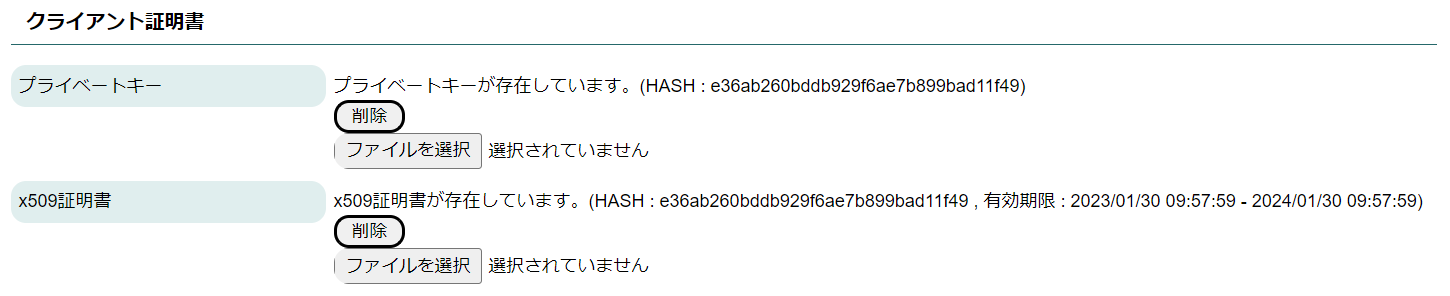 クライアント証明書
プライベートキー
プライベートキーが存在しています。(HASH : e36ab260bddb929f6ae7b899bad11f49)
削除
ファイルを選択 選択されていません
x509証明書
x509証明書が存在しています。(HASH : e36ab260bddb929f6ae7b899bad11f49 , 有効期限 : 2023/01/30 09:57:59 - 2024/01/30 09:57:59)
削除
ファイルを選択 選択されていません